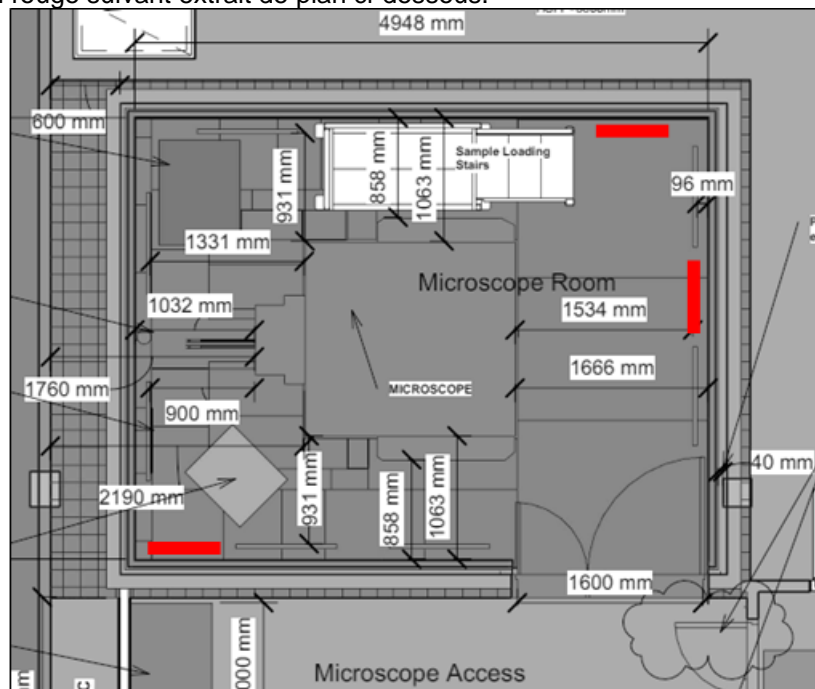 rouge suivant extrait de plan ci-dessous.
4948 mm
600 mm
Sample Loading
Stairs
96 mm
931 mm
858 mm
1063 mm
1331 mm
Microscope Room
1032 mm
1534 mm
1760 mm
1666 mm
MICROSCOPE
900 mm
40 mm
2190 mm
931 mm
858 mm
1063 mm
1600 mm
000 mm
Microscope Access